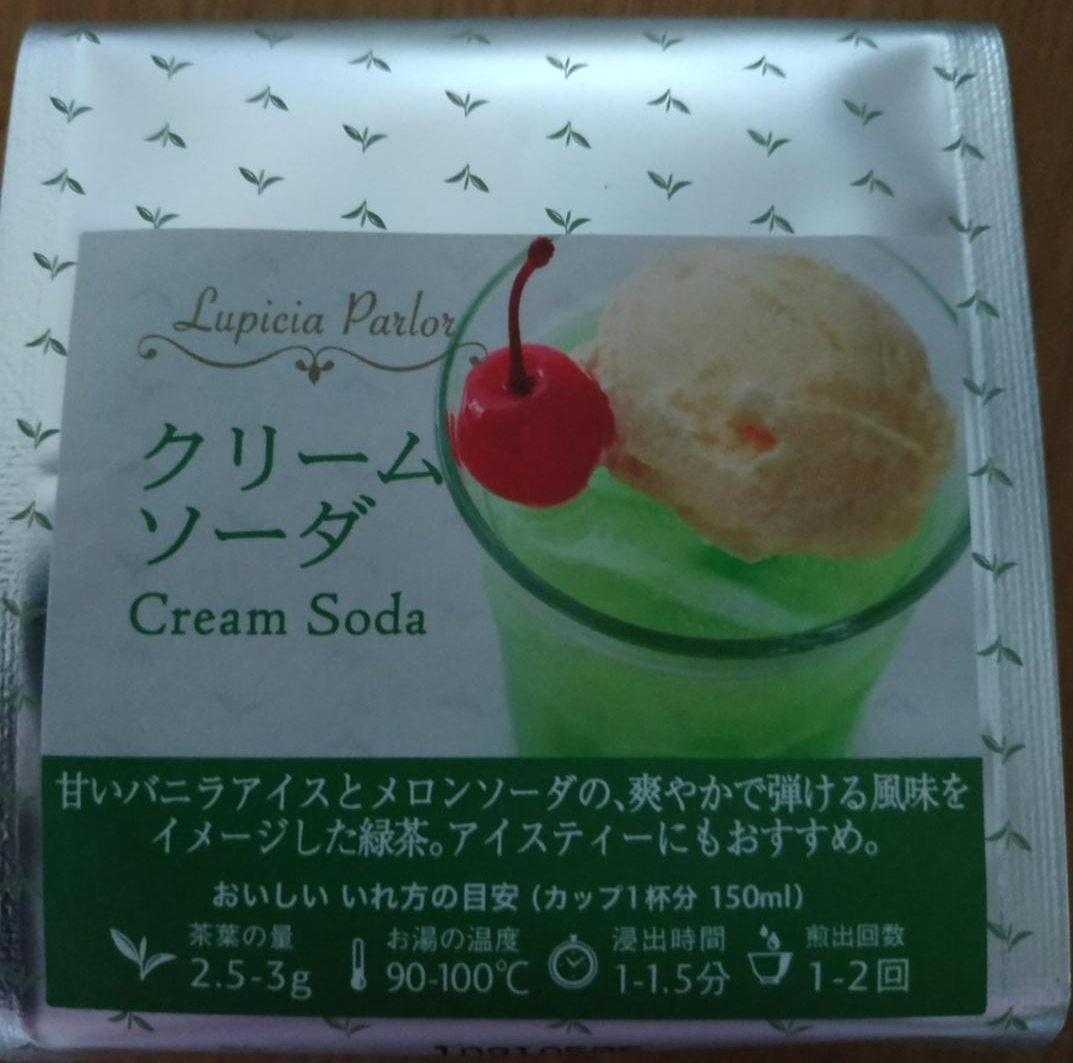 Lupicia Parlor
クリーム
ソーダ
Cream Soda
甘いバニラアイスとメロンソーダの、爽やかで弾ける風味を
イメージした緑茶。アイスティーにもおすすめ。
おいしい いれ方の目安 (カップ1杯分 150ml)
茶葉の量 お湯の温度 浸出時間 煎出回数
2.5-3g 90-100℃ 1-1.5分 1-2回